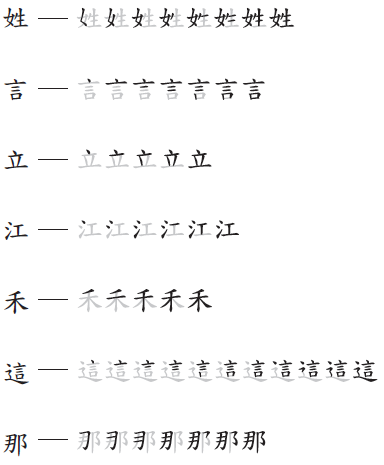 姓 — 姓姓姓姓姓姓姓姓
言 — 言言言言言言言
立 — 立立立立立
江 — 江江江江江江
禾 — 禾禾禾禾禾
這 — 這這這這這這這這這這這
那 — 那那那那那那那